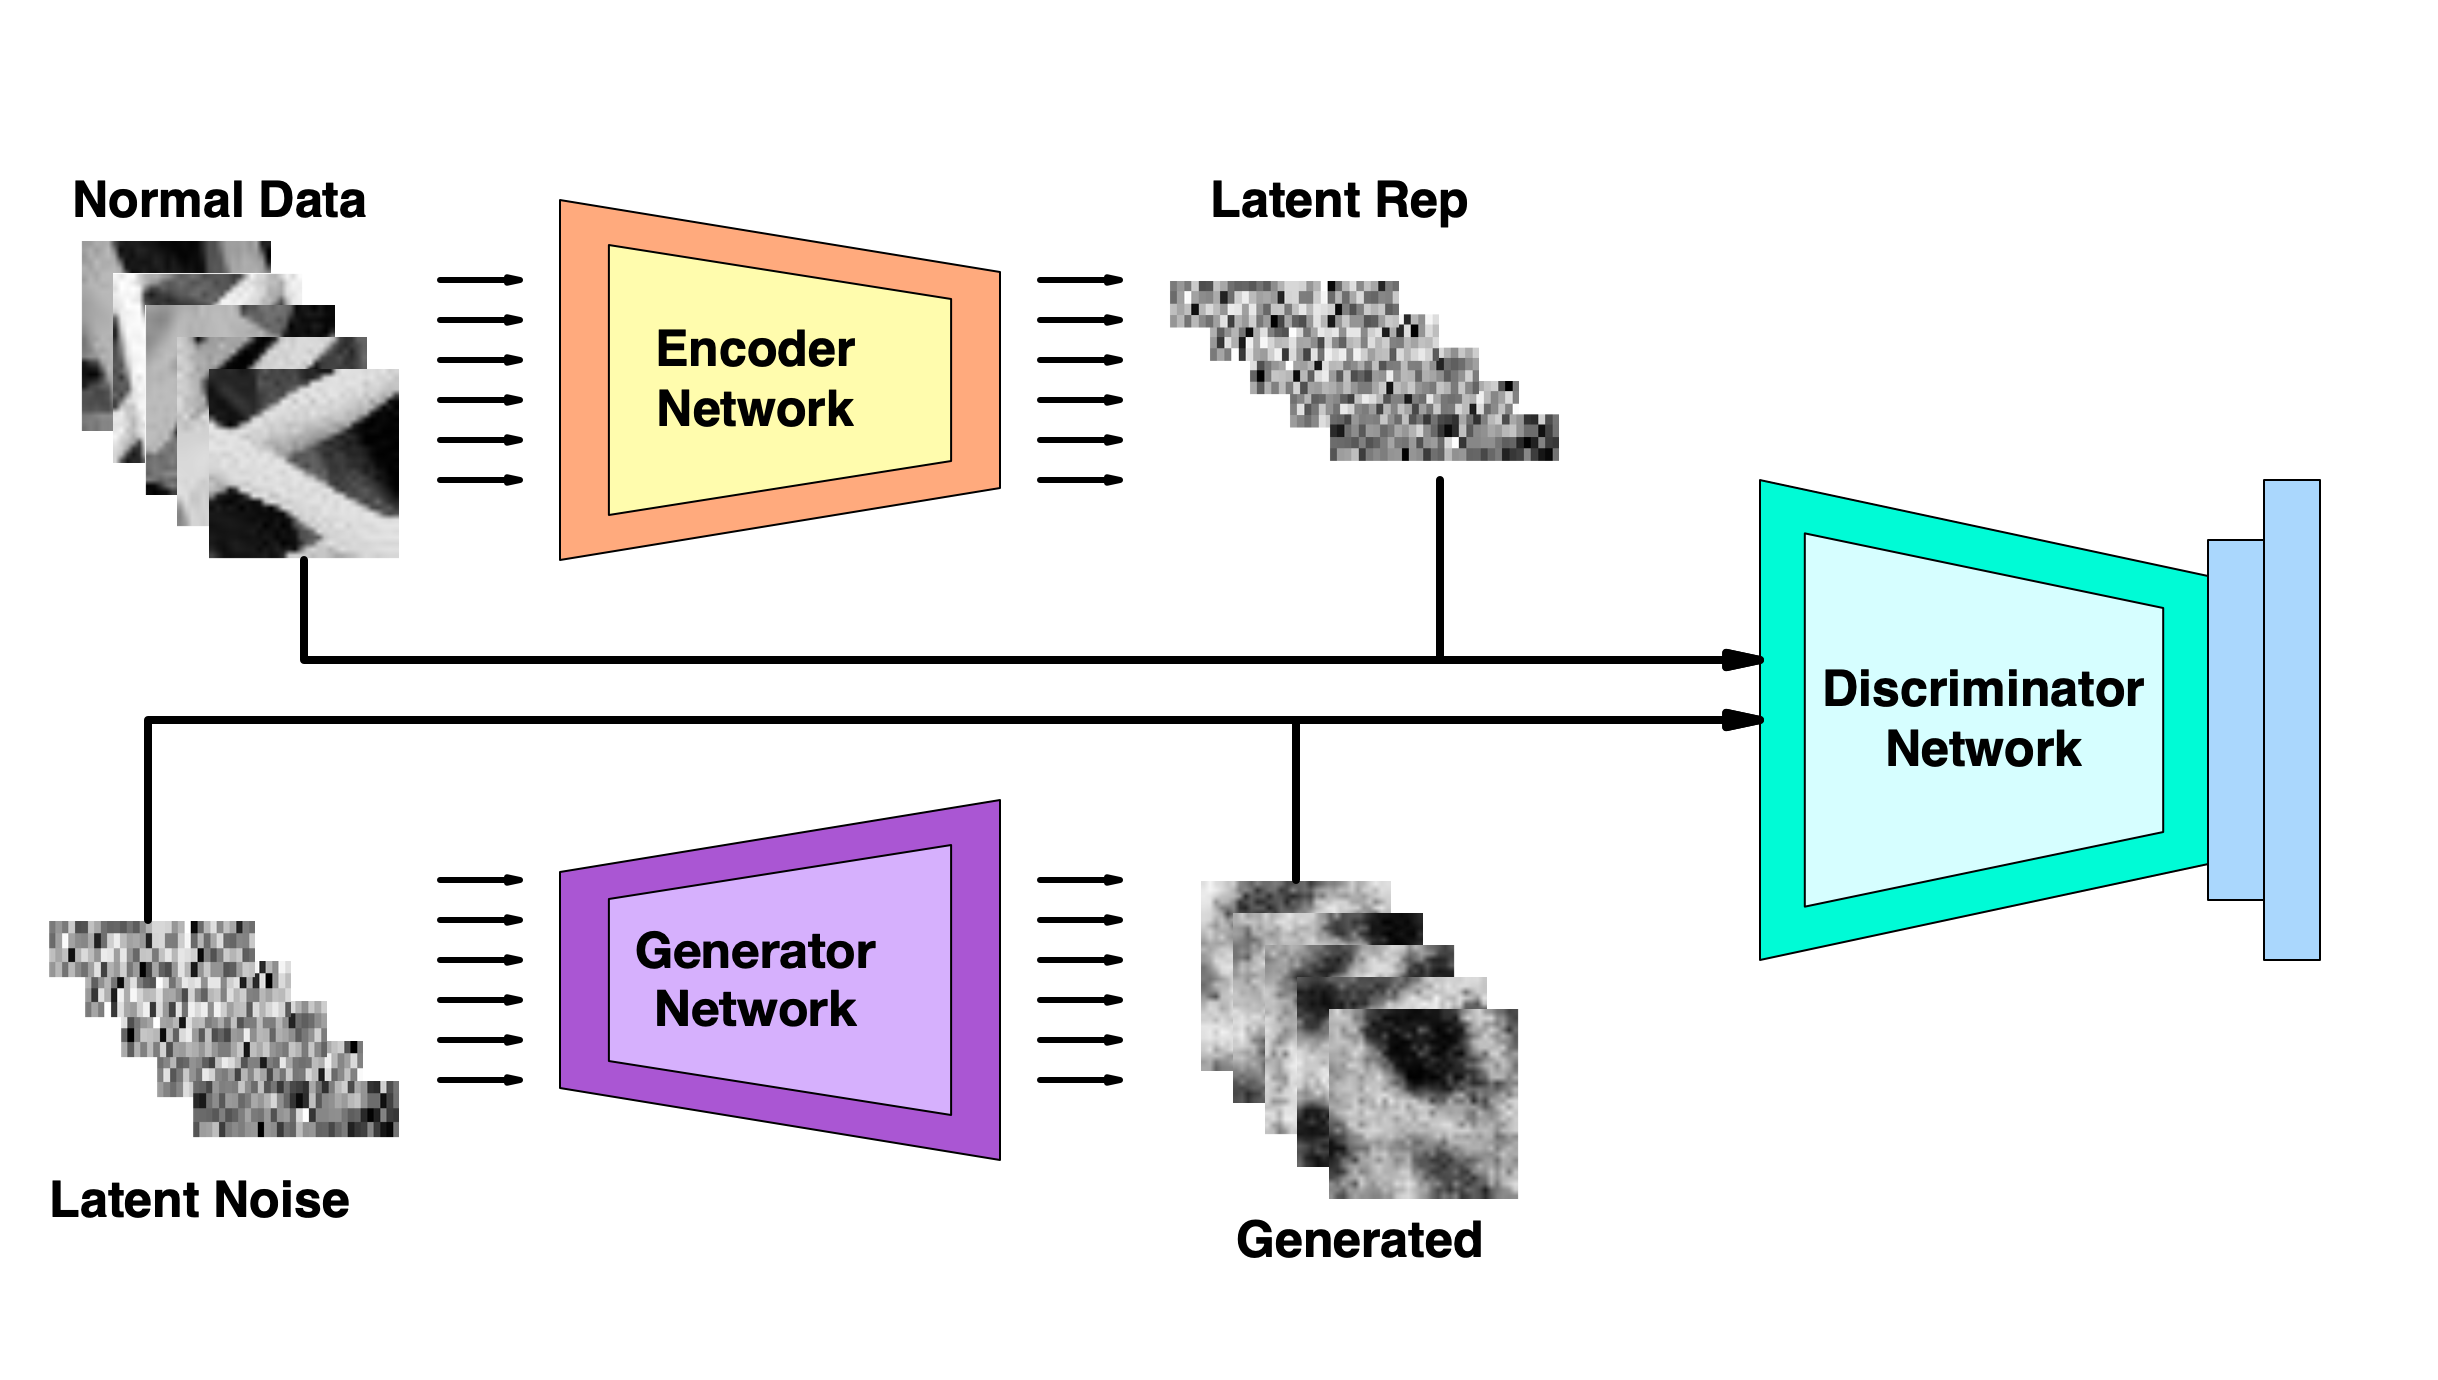 Normal Data
Encoder
Network
Latent Rep
Discriminator
Network
Generator
Network
Latent Noise
Generated